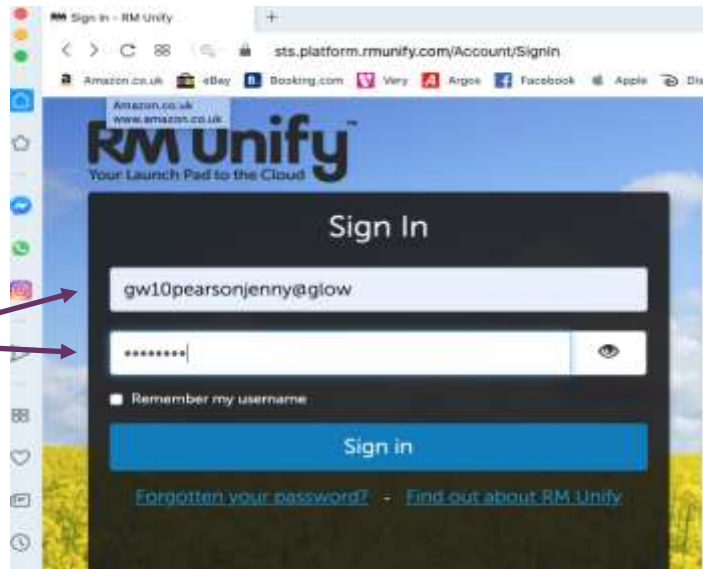 RM Sign in - RM Unify +
sts.platform.rmunify.com/Account/SignIn
Amazon.co.uk eBay Booking.com Very Argos Facebook Apple
Amazon.co.uk
www.amazon.co.uk
RM Unify™
Your Launch Pad to the Cloud
Sign In
gw10pearsonjenny@glow
••••••••
Remember my username
Sign in
Forgotten your password? - Find out about RM Unify